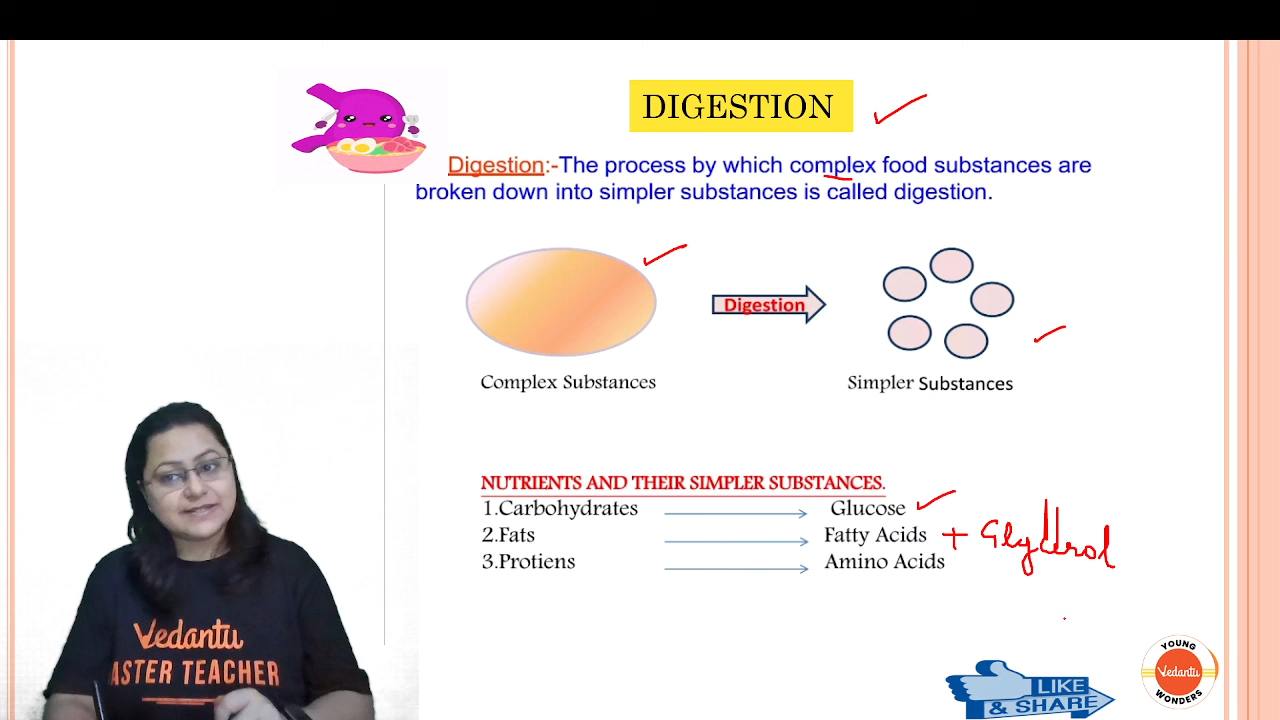 DIGESTION
Digestion:-The process by which complex food substances are
broken down into simpler substances is called digestion.
Digestion
Complex Substances
Simpler Substances
NUTRIENTS AND THEIR SIMPLER SUBSTANCES.
1.Carbohydrates Glucose
2.Fats Fatty Acids + Glycerol
3.Protiens Amino Acids
Vedantu
ASTER TEACHER
LIKE
& SHARE
YOUNG
Vedantu
WONDERS